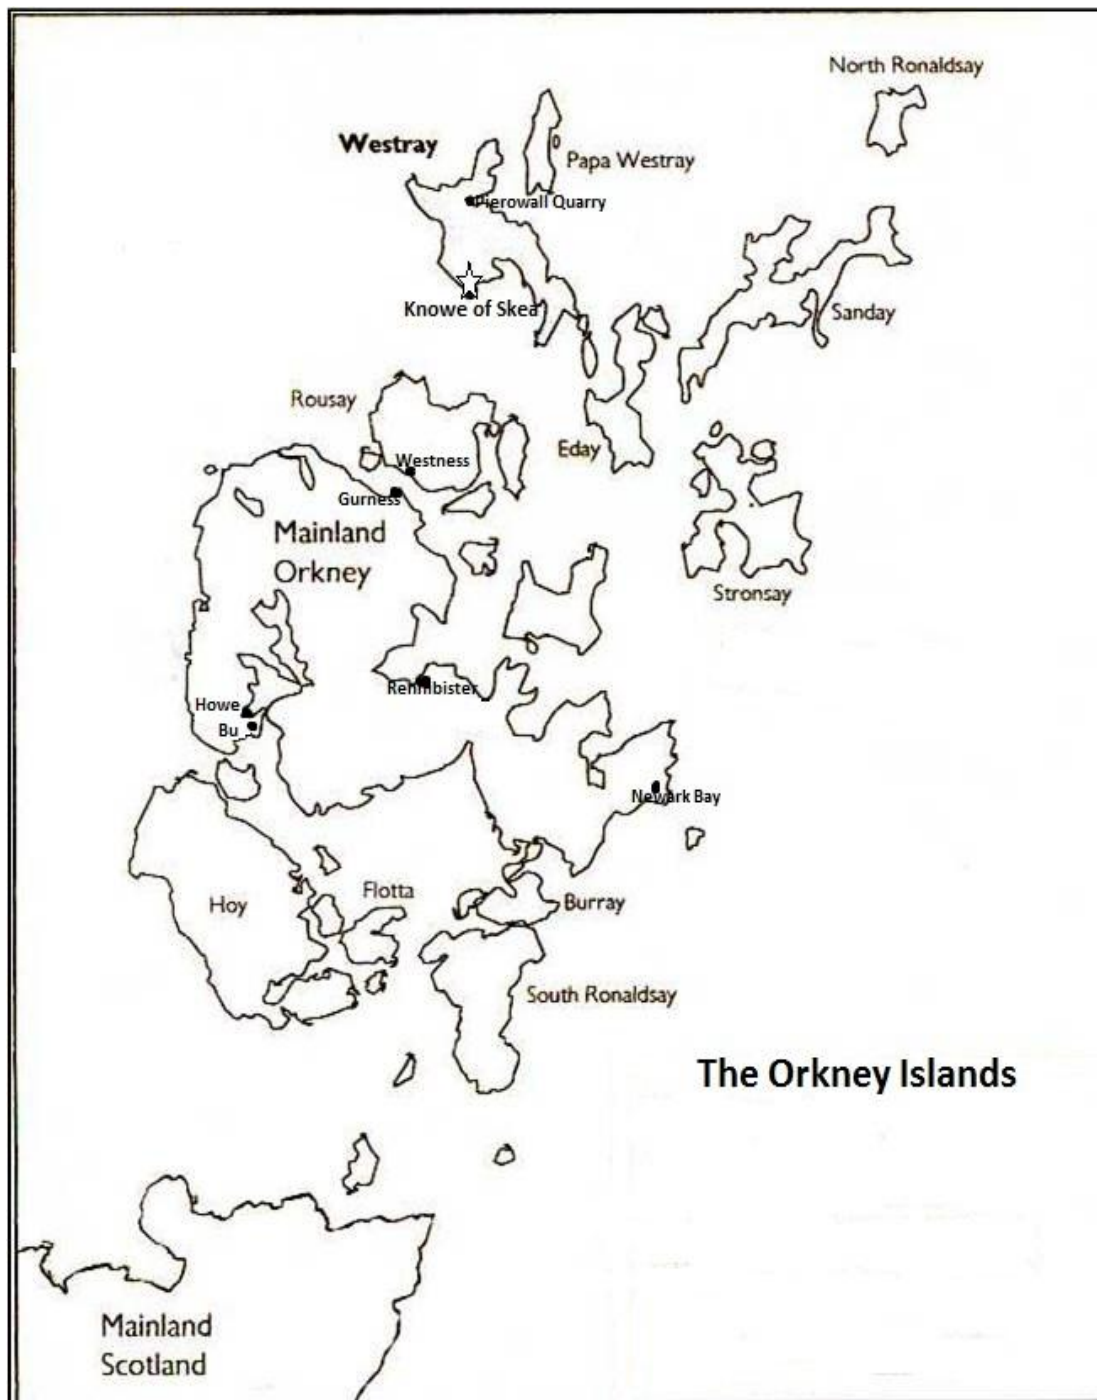 North Ronaldsay
Westray
Papa Westray
Pierowall Quarry
Knowe of Skea
Sanday
Rousay
Eday
Westness
Gurness
Mainland
Orkney
Stronsay
Rennibister
Howe
Bu
Newark Bay
Hoy
Flotta
Burray
South Ronaldsay
The Orkney Islands
Mainland
Scotland